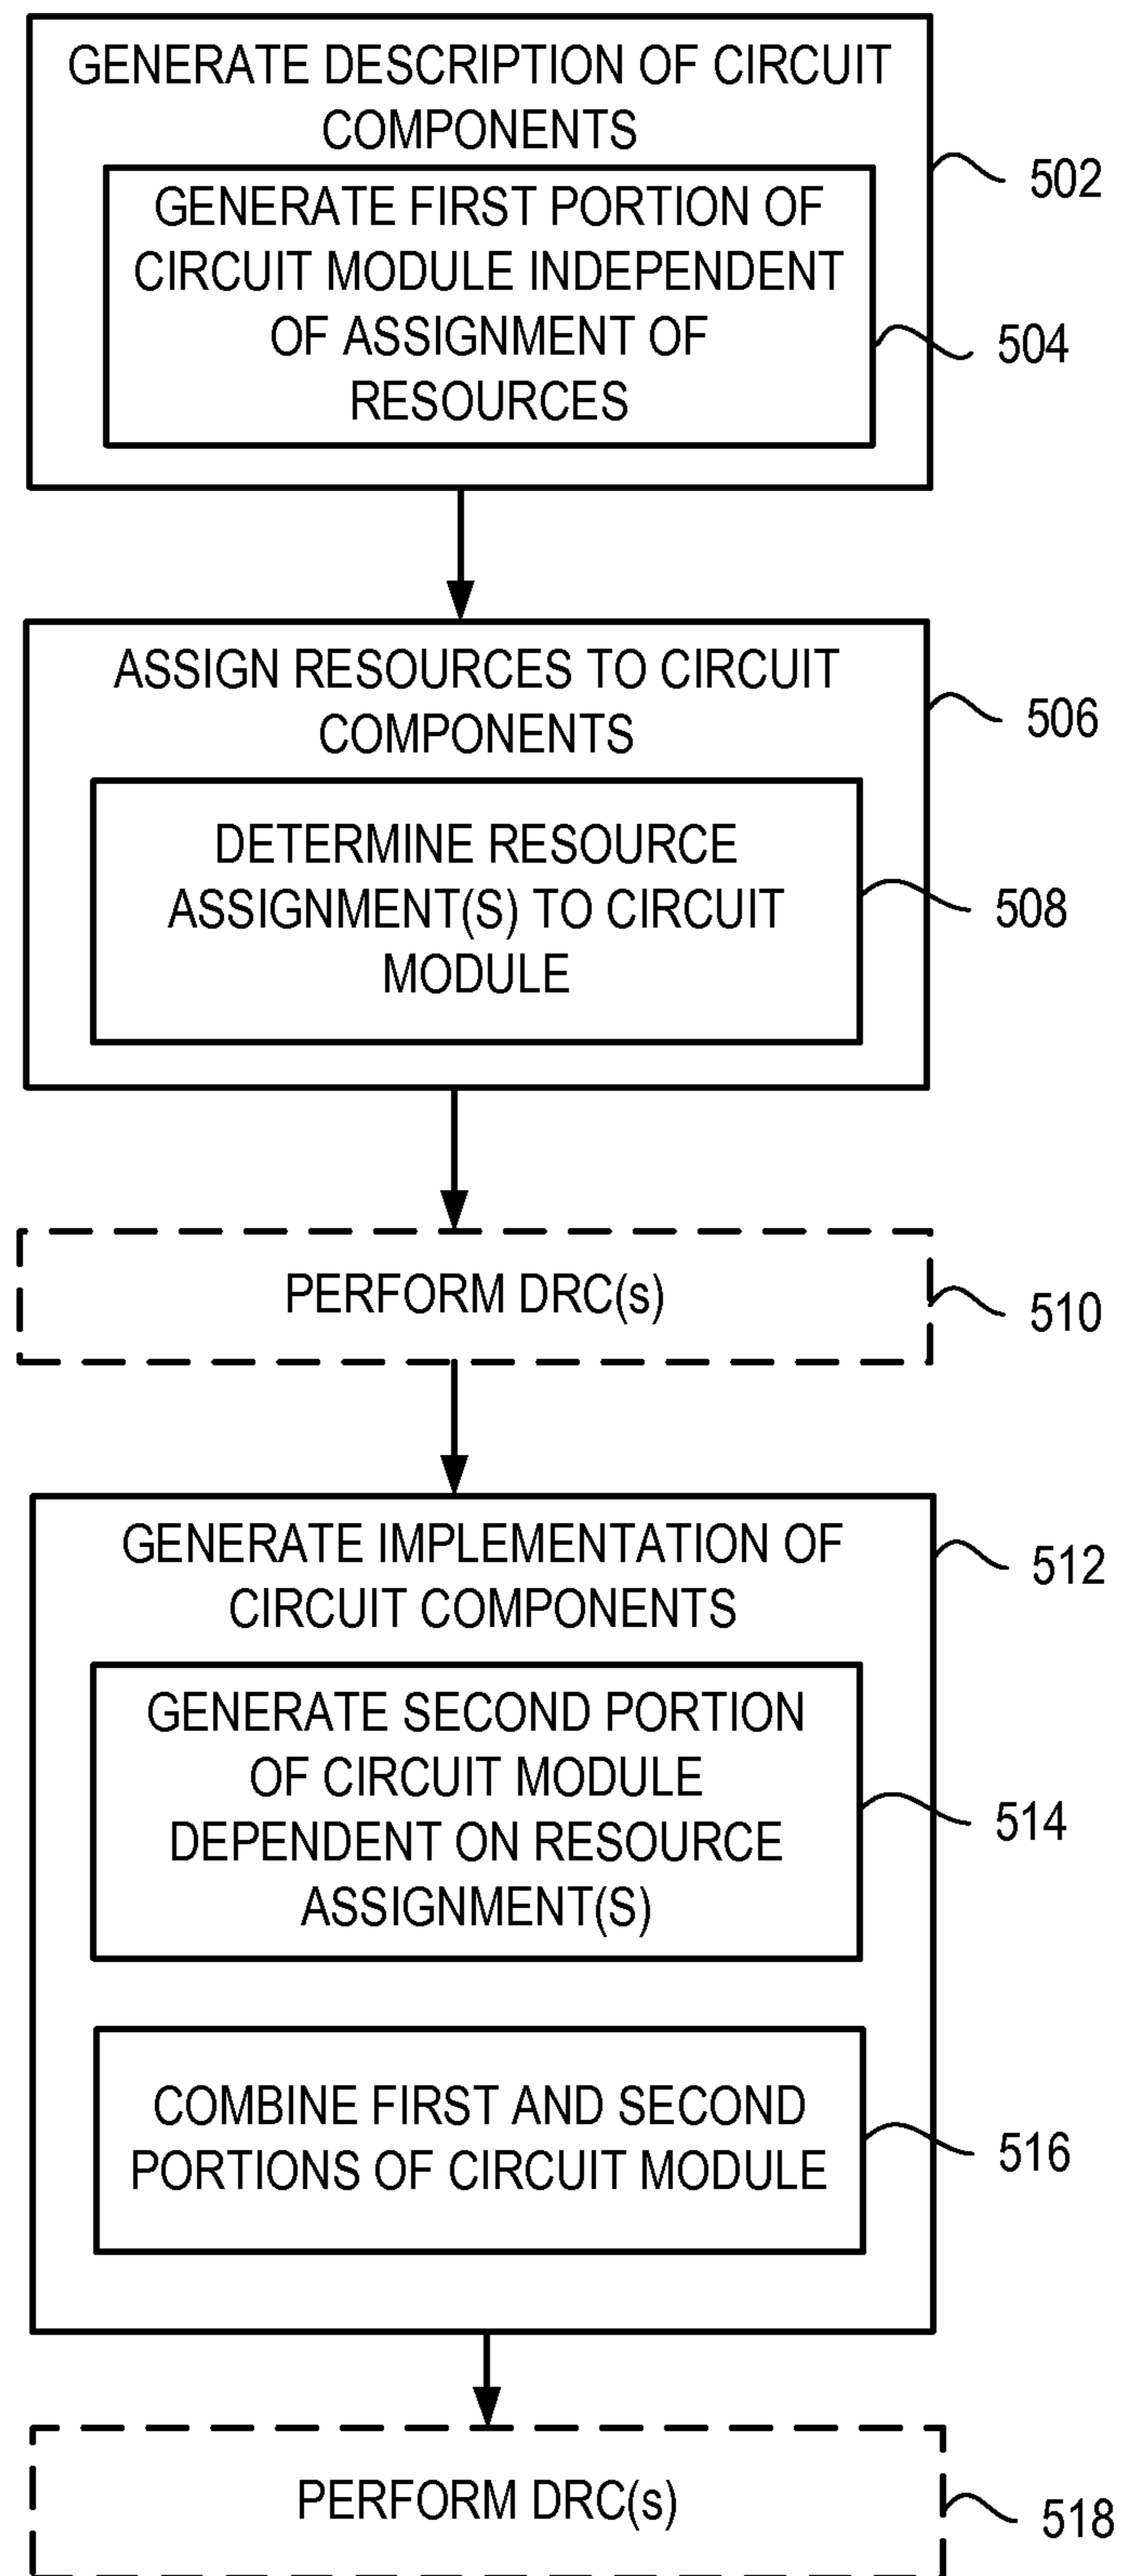 GENERATE DESCRIPTION OF CIRCUIT
COMPONENTS
502
GENERATE FIRST PORTION OF
CIRCUIT MODULE INDEPENDENT
OF ASSIGNMENT OF
RESOURCES
504
ASSIGN RESOURCES TO CIRCUIT
COMPONENTS
506
DETERMINE RESOURCE
ASSIGNMENT(S) TO CIRCUIT
MODULE
508
PERFORM DRC(s)
510
GENERATE IMPLEMENTATION OF
CIRCUIT COMPONENTS
512
GENERATE SECOND PORTION
OF CIRCUIT MODULE
DEPENDENT ON RESOURCE
ASSIGNMENT(S)
514
COMBINE FIRST AND SECOND
PORTIONS OF CIRCUIT MODULE
516
PERFORM DRC(s)
518